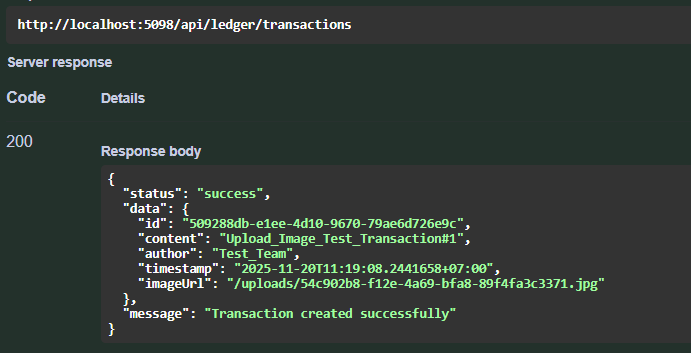 http://localhost:5098/api/ledger/transactions
Server response
Code Details
200
Response body
{
  "status": "success",
  "data": {
    "id": "509288db-e1ee-4d10-9670-79ae6d726e9c",
    "content": "Upload_Image_Test_Transaction#1",
    "author": "Test_Team",
    "timestamp": "2025-11-20T11:19:08.2441658+07:00",
    "imageUrl": "/uploads/54c902b8-f12e-4a69-bfa8-89f4fa3c3371.jpg"
  },
  "message": "Transaction created successfully"
}